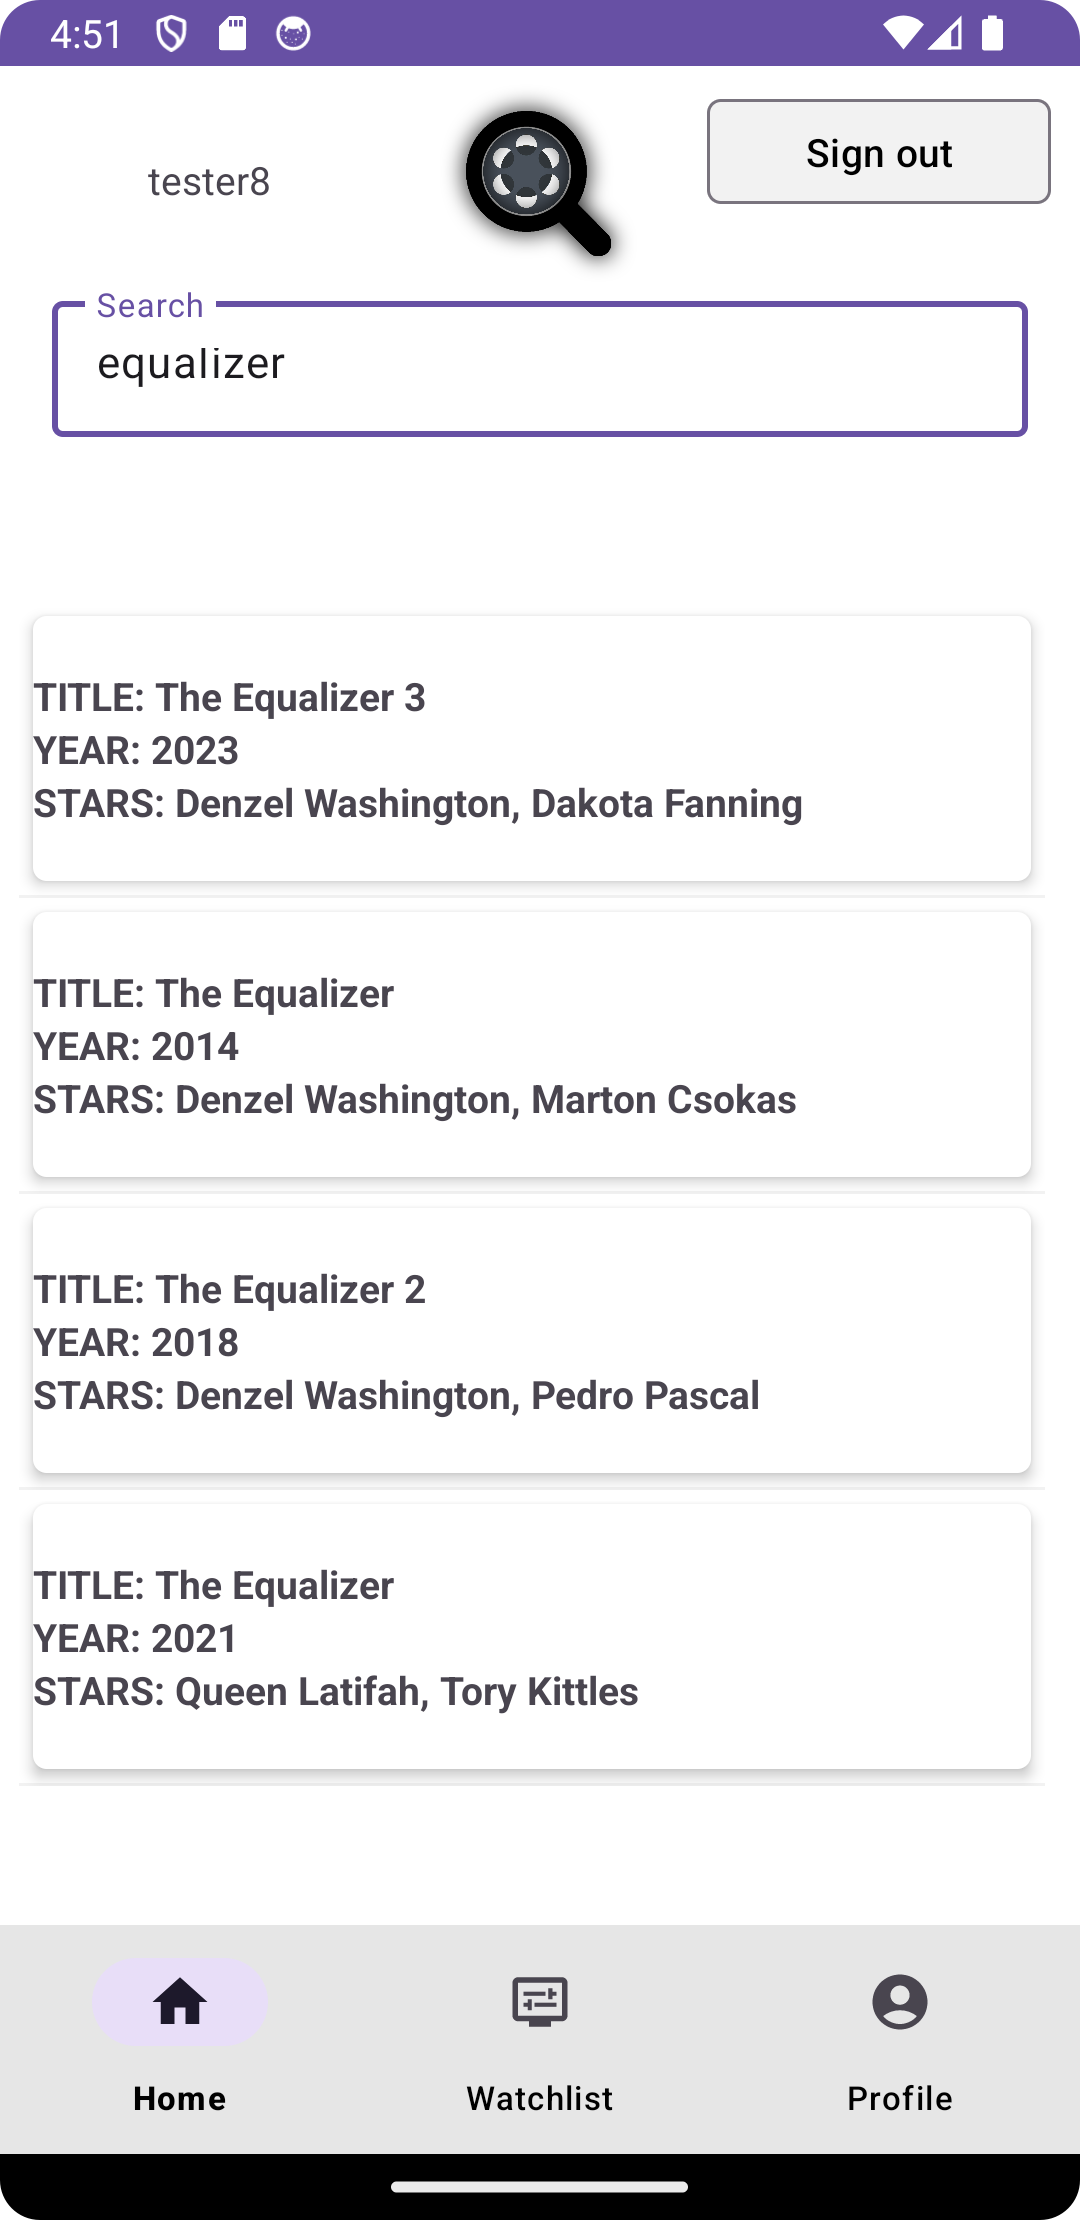 4:51
tester8
Sign out
Search
equalizer
TITLE: The Equalizer 3
YEAR: 2023
STARS: Denzel Washington, Dakota Fanning
TITLE: The Equalizer
YEAR: 2014
STARS: Denzel Washington, Marton Csokas
TITLE: The Equalizer 2
YEAR: 2018
STARS: Denzel Washington, Pedro Pascal
TITLE: The Equalizer
YEAR: 2021
STARS: Queen Latifah, Tory Kittles
Home
Watchlist
Profile